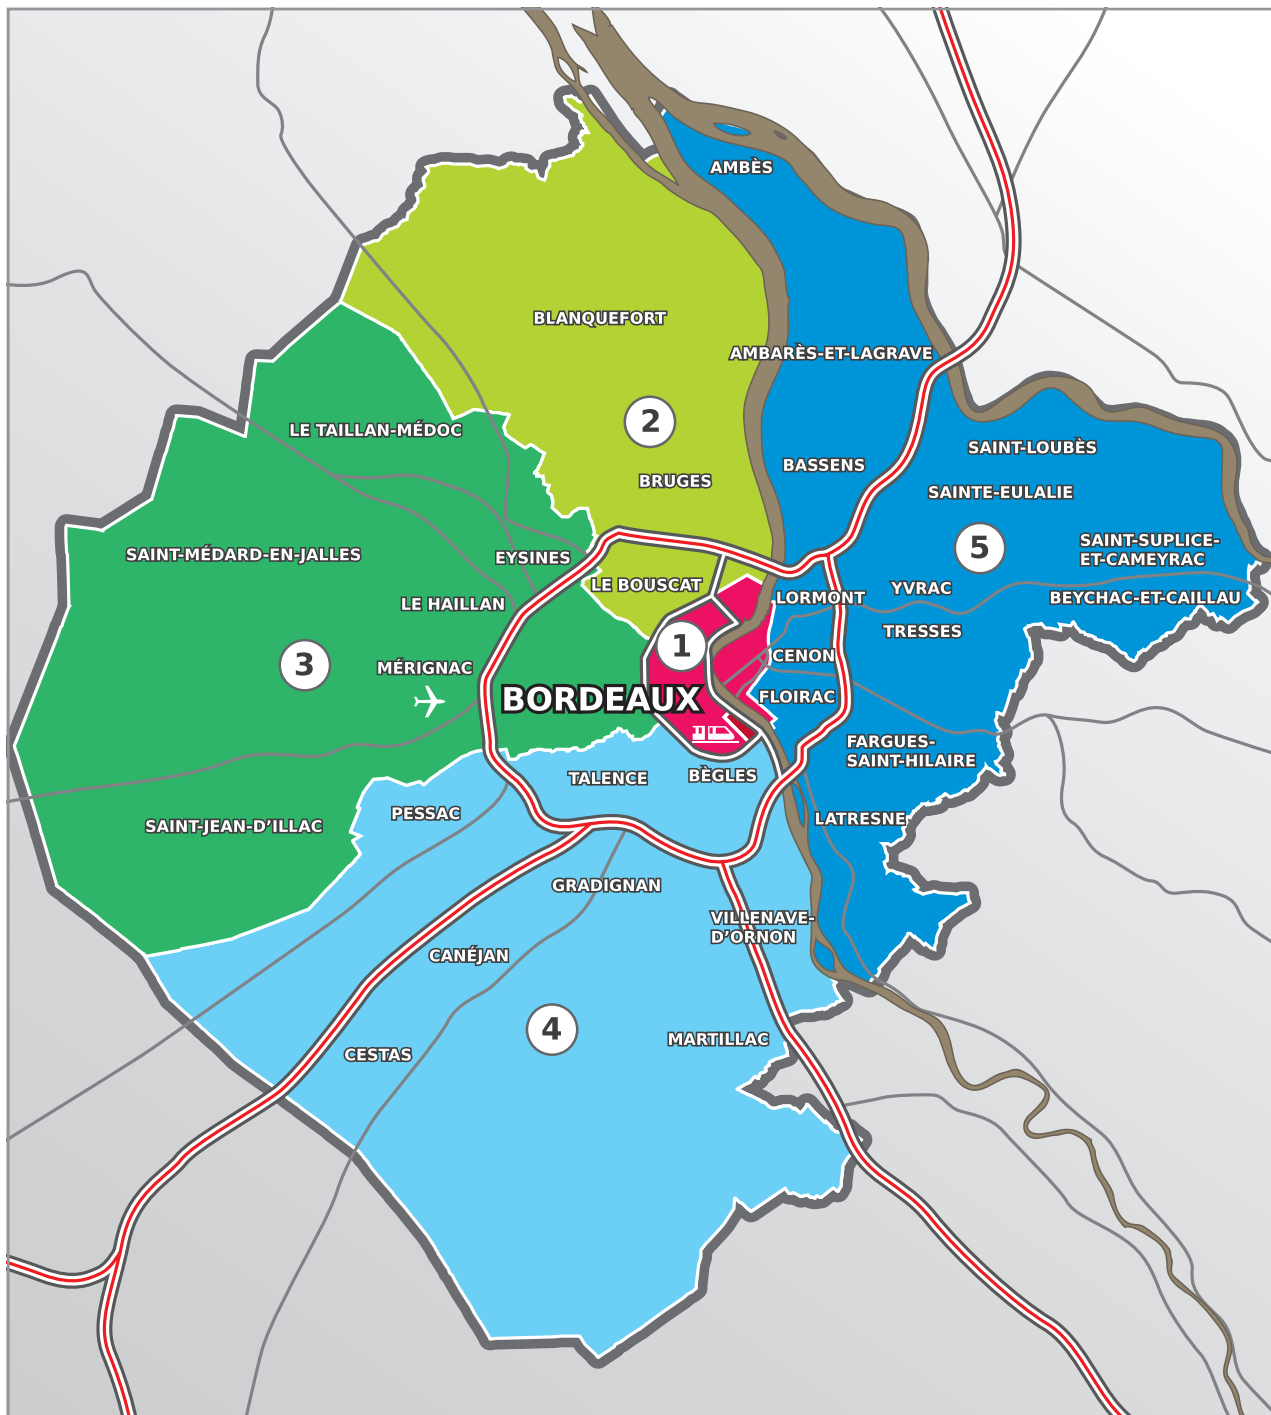 AMBÈS
BLANQUEFORT
AMBARÈS-ET-LAGRAVE
2
LE TAILLAN-MÉDOC
SAINT-LOUBÈS
BASSENS
BRUGES
SAINTE-EULALIE
5
SAINT-SUPLICE-
ET-CAMEYRAC
SAINT-MÉDARD-EN-JALLES
EYSINES
LE BOUSCAT
YVRAC
LORMONT
BEYCHAC-ET-CAILLAU
LE HAILLAN
TRESSES
1
CENON
3
MÉRIGNAC
BORDEAUX
FLOIRAC
FARGUES-
SAINT-HILAIRE
TALENCE
BÈGLES
PESSAC
LATRESNE
SAINT-JEAN-D’ILLAC
GRADIGNAN
VILLENAVE-
D’ORNON
CANÉJAN
4
MARTILLAC
CESTAS